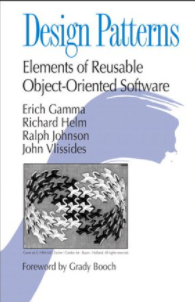 Design Patterns
Elements of Reusable
Object-Oriented Software
Erich Gamma
Richard Helm
Ralph Johnson
John Vlissides
Foreword by Grady Booch